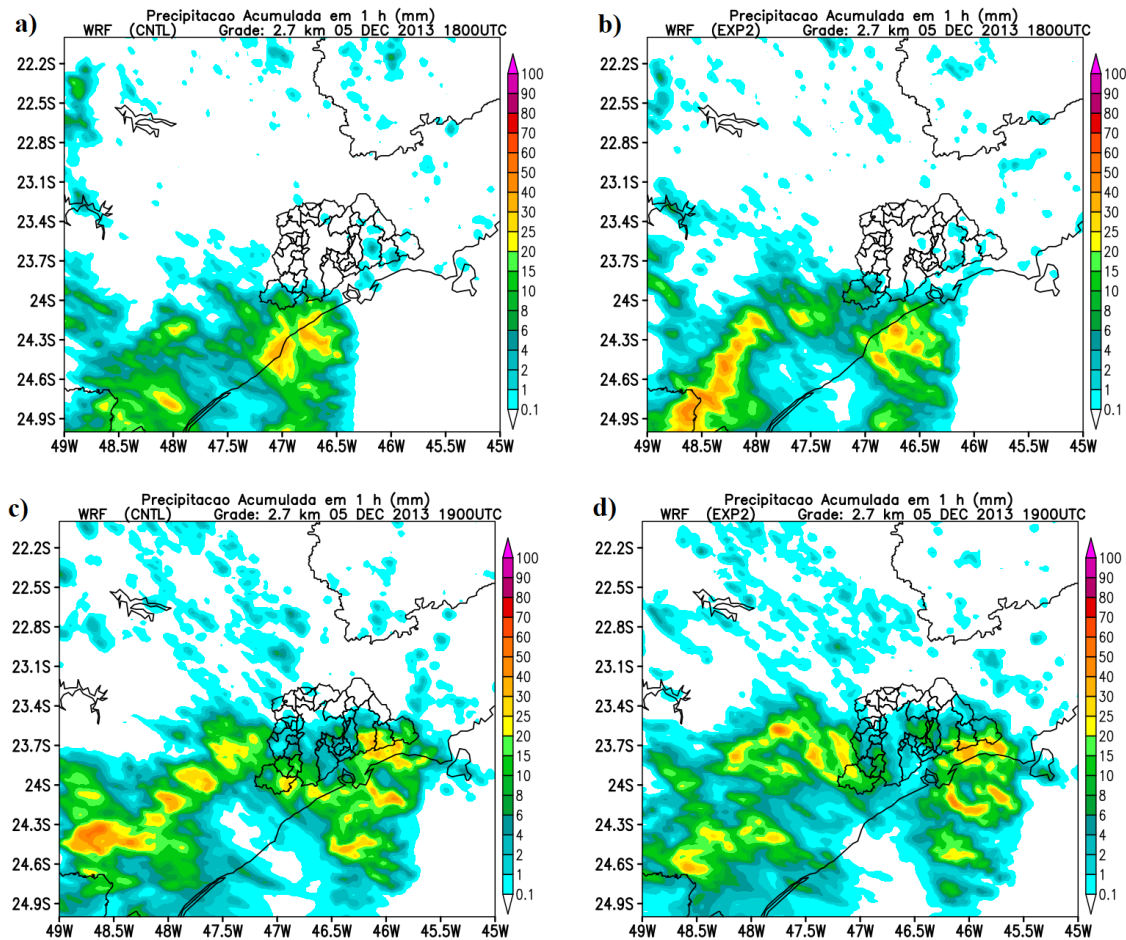 a)
Precipitacao Acumulada em 1 h (mm)
WRF (CNTL) Grade: 2.7 km 05 DEC 2013 1800UTC
22.2S
22.5S
22.8S
23.1S
23.4S
23.7S
24S
24.3S
24.6S
24.9S
49W 48.5W 48W 47.5W 47W 46.5W 46W 45.5W 45W
100
90
80
70
60
50
40
30
25
20
15
10
8
6
4
2
1
0.1
b)
Precipitacao Acumulada em 1 h (mm)
WRF (EXP2) Grade: 2.7 km 05 DEC 2013 1800UTC
22.2S
22.5S
22.8S
23.1S
23.4S
23.7S
24S
24.3S
24.6S
24.9S
49W 48.5W 48W 47.5W 47W 46.5W 46W 45.5W 45W
100
90
80
70
60
50
40
30
25
20
15
10
8
6
4
2
1
0.1
c)
Precipitacao Acumulada em 1 h (mm)
WRF (CNTL) Grade: 2.7 km 05 DEC 2013 1900UTC
22.2S
22.5S
22.8S
23.1S
23.4S
23.7S
24S
24.3S
24.6S
24.9S
49W 48.5W 48W 47.5W 47W 46.5W 46W 45.5W 45W
100
90
80
70
60
50
40
30
25
20
15
10
8
6
4
2
1
0.1
d)
Precipitacao Acumulada em 1 h (mm)
WRF (EXP2) Grade: 2.7 km 05 DEC 2013 1900UTC
22.2S
22.5S
22.8S
23.1S
23.4S
23.7S
24S
24.3S
24.6S
24.9S
49W 48.5W 48W 47.5W 47W 46.5W 46W 45.5W 45W
100
90
80
70
60
50
40
30
25
20
15
10
8
6
4
2
1
0.1